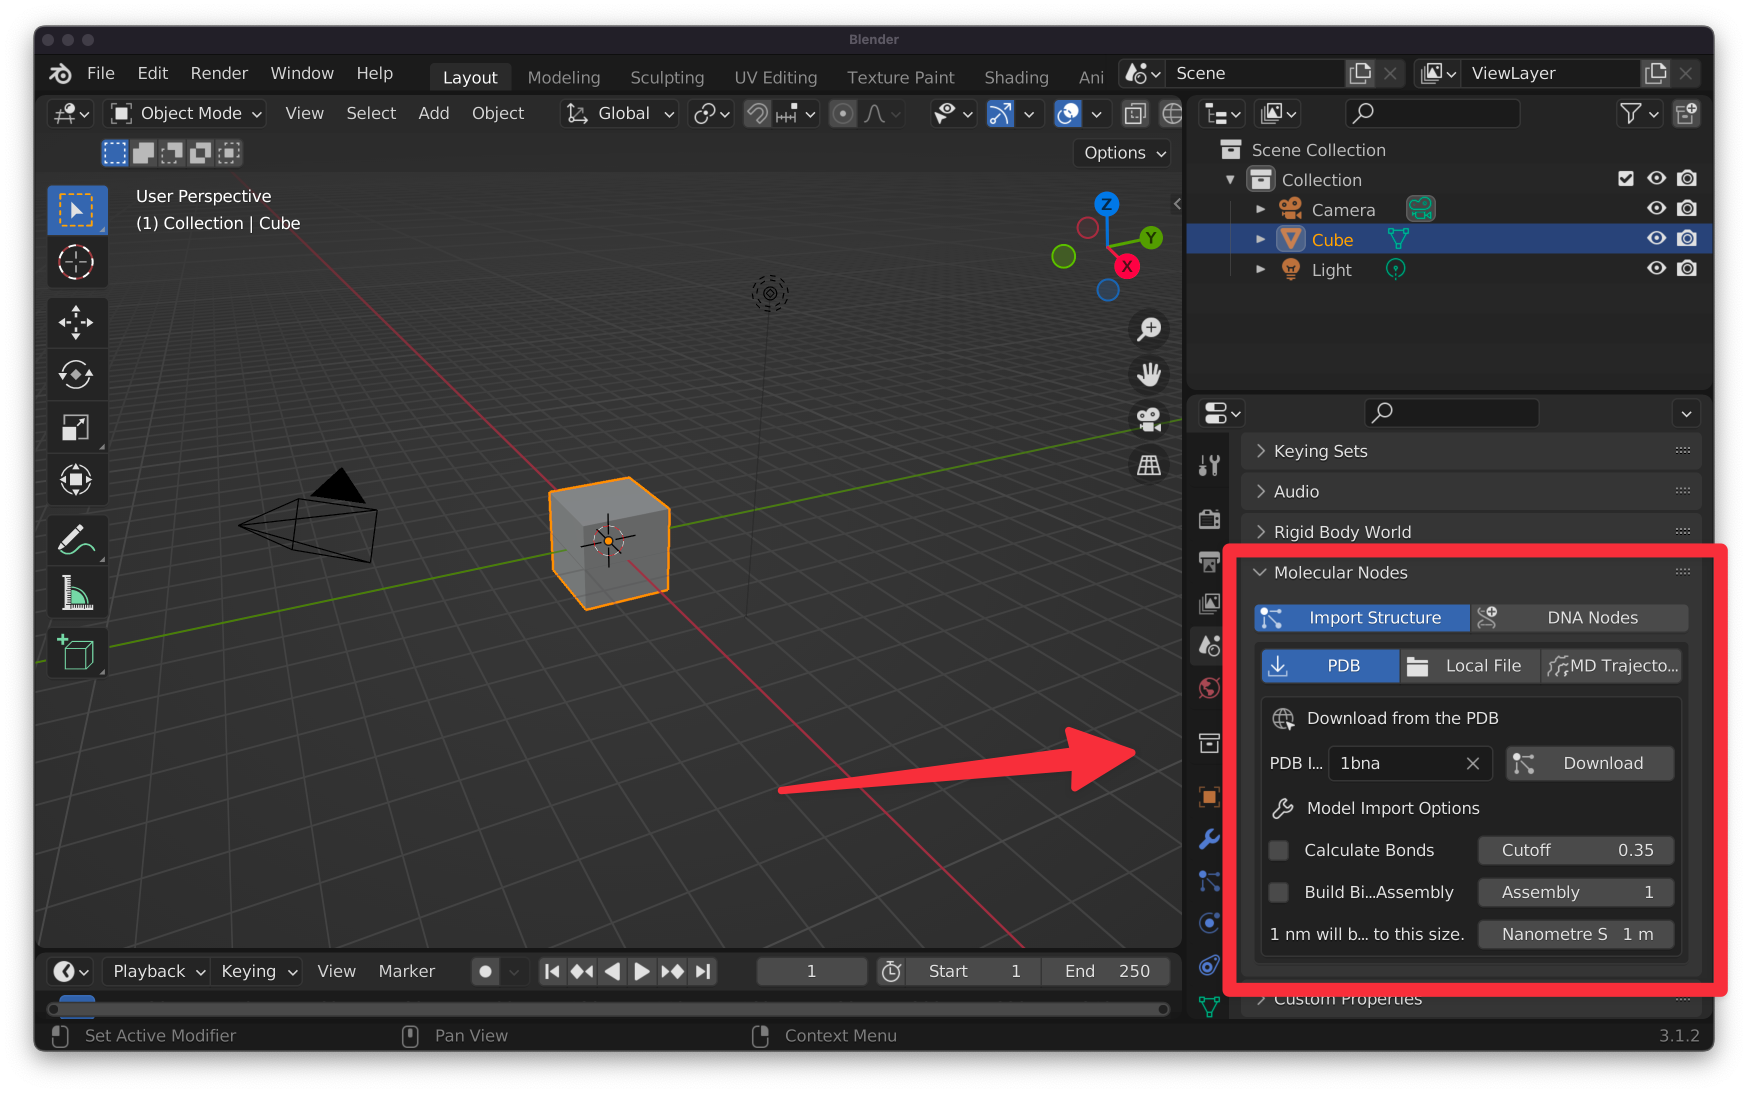 Blender
File Edit Render Window Help Layout Modeling Sculpting UV Editing Texture Paint Shading Ani Scene ViewLayer
Object Mode View Select Add Object Global
Options
User Perspective
(1) Collection | Cube
Z
Y
X
Scene Collection
Collection
Camera
Cube
Light
Keying Sets
Audio
Rigid Body World
Molecular Nodes
Import Structure DNA Nodes
PDB Local File MD Trajecto...
Download from the PDB
PDB I... 1bna Download
Model Import Options
Calculate Bonds Cutoff 0.35
Build Bi...Assembly Assembly 1
1 nm will b... to this size. Nanometre S 1 m
Custom Properties
Playback Keying View Marker 1 Start 1 End 250
Set Active Modifier Pan View Context Menu 3.1.2